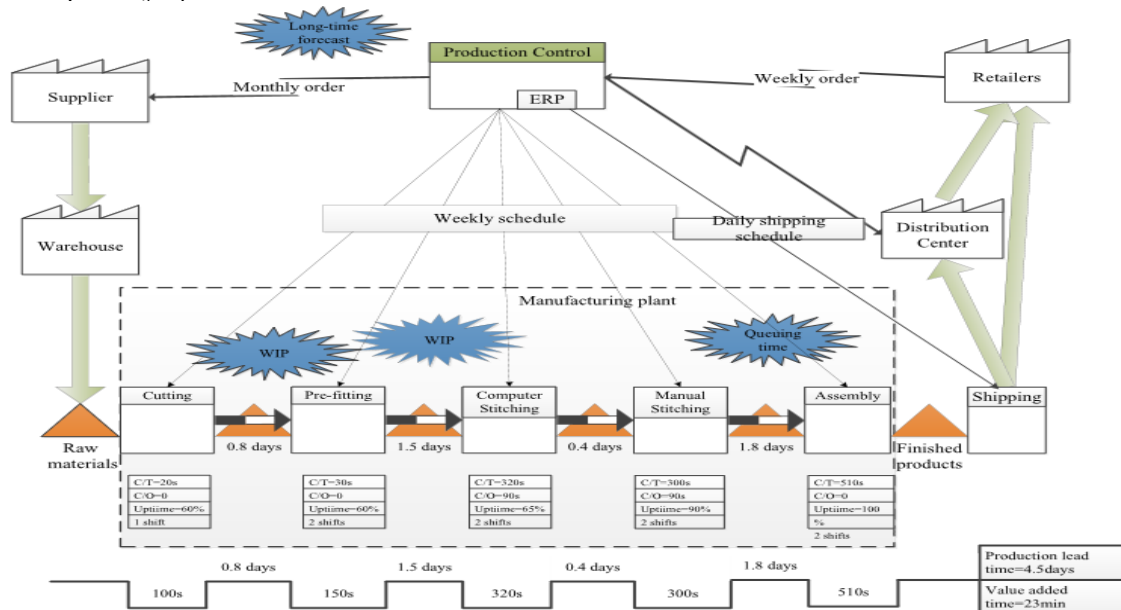 Long-time
forecast
Production Control
ERP
Supplier
Monthly order
Weekly order
Retailers
Warehouse
Weekly schedule
Daily shipping
schedule
Distribution
Center
Manufacturing plant
WIP
WIP
Queuing
time
Cutting
Pre-fitting
Computer
Stitching
Manual
Stitching
Assembly
Shipping
Raw
materials
0.8 days
1.5 days
0.4 days
1.8 days
Finished
products
C/T=20s
C/O=0
Uptiime=60%
1 shift
C/T=30s
C/O=0
Uptiime=60%
2 shifts
C/T=320s
C/O=90s
Uptiime=65%
2 shifts
C/T=300s
C/O=90s
Uptiime=90%
2 shifts
C/T=510s
C/O=0
Uptiime=100
%
2 shifts
0.8 days
1.5 days
0.4 days
1.8 days
100s
150s
320s
300s
510s
Production lead
time=4.5days
Value added
time=23min